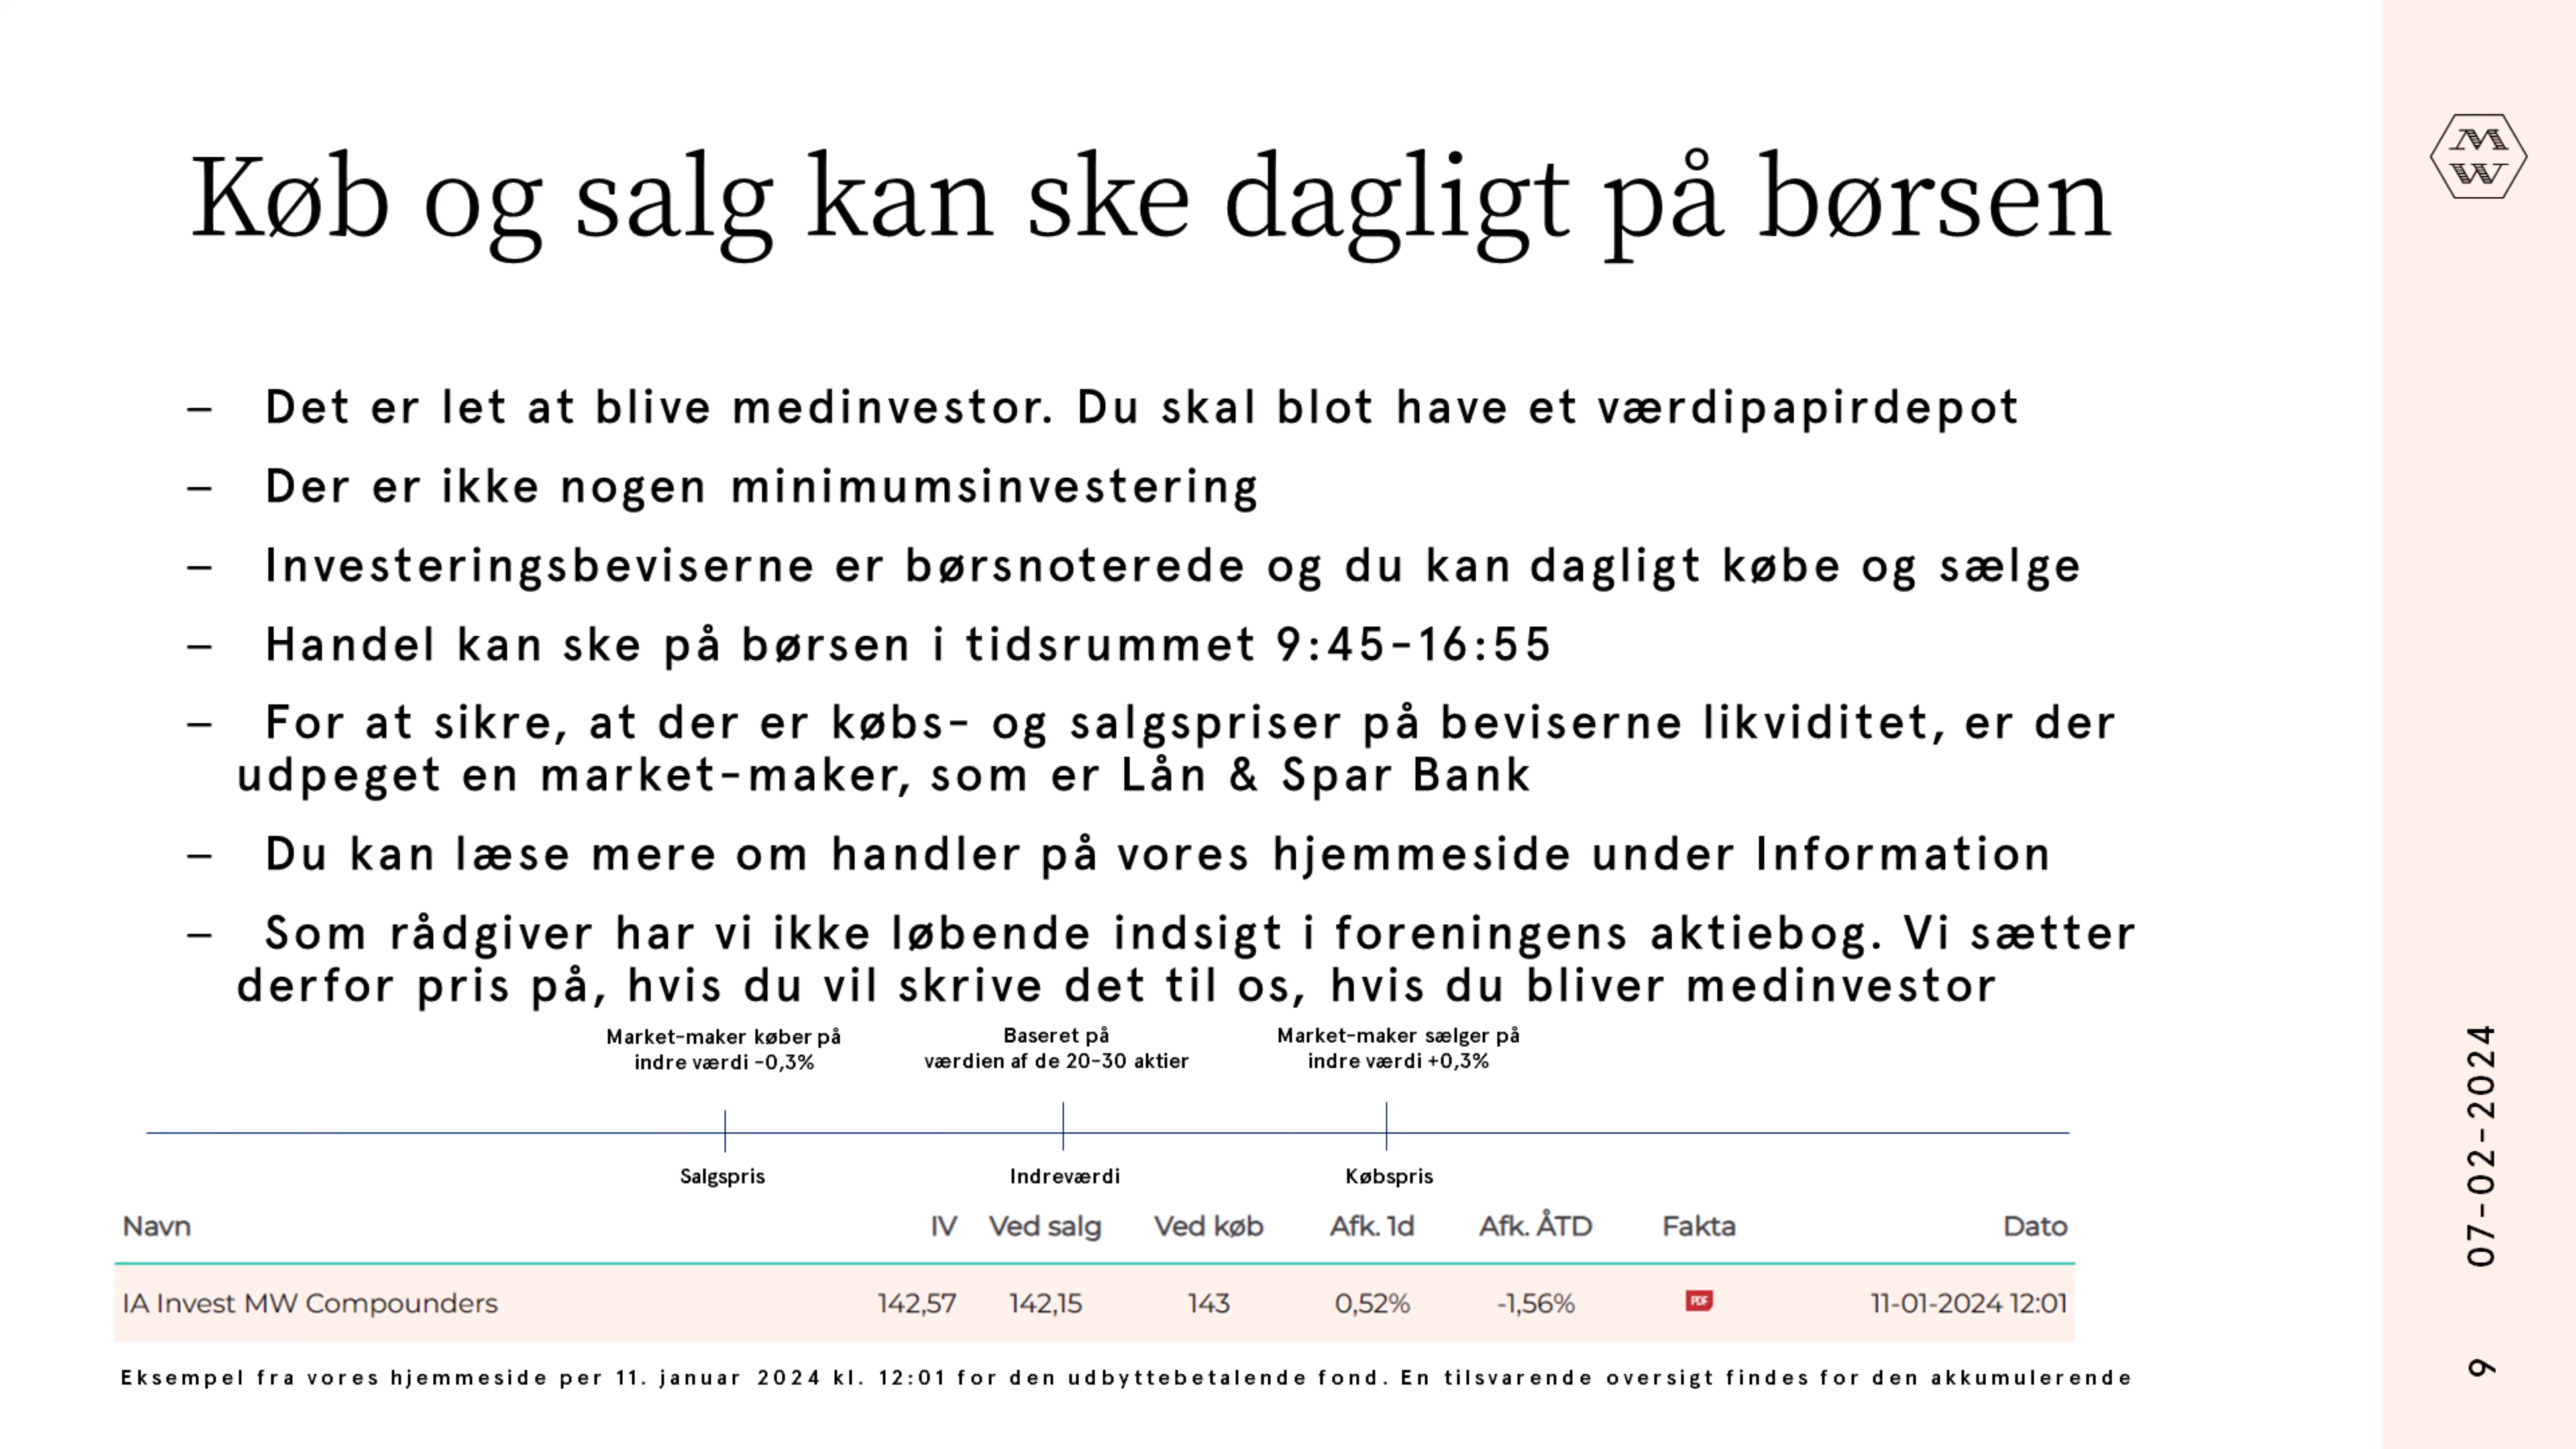 Køb og salg kan ske dagligt på børsen
MW
– Det er let at blive medinvestor. Du skal blot have et værdipapirdepot
– Der er ikke nogen minimumsinvestering
– Investeringsbeviserne er børsnoterede og du kan dagligt købe og sælge
– Handel kan ske på børsen i tidsrummet 9:45-16:55
– For at sikre, at der er købs- og salgspriser på beviserne likviditet, er der
udpeget en market-maker, som er Lån & Spar Bank
– Du kan læse mere om handler på vores hjemmeside under Information
– Som rådgiver har vi ikke løbende indsigt i foreningens aktiebog. Vi sætter
derfor pris på, hvis du vil skrive det til os, hvis du bliver medinvestor
Market-maker køber på
indre værdi -0,3%
Baseret på
værdien af de 20-30 aktier
Market-maker sælger på
indre værdi +0,3%
Salgspris Indreværdi Købspris
Navn IV Ved salg Ved køb Afk. 1d Afk. ÅTD Fakta Dato
IA Invest MW Compounders 142,57 142,15 143 0,52% -1,56% PDF 11-01-2024 12:01
Eksempel fra vores hjemmeside per 11. januar 2024 kl. 12:01 for den udbyttebetalende fond. En tilsvarende oversigt findes for den akkumulerende
07-02-2024
9